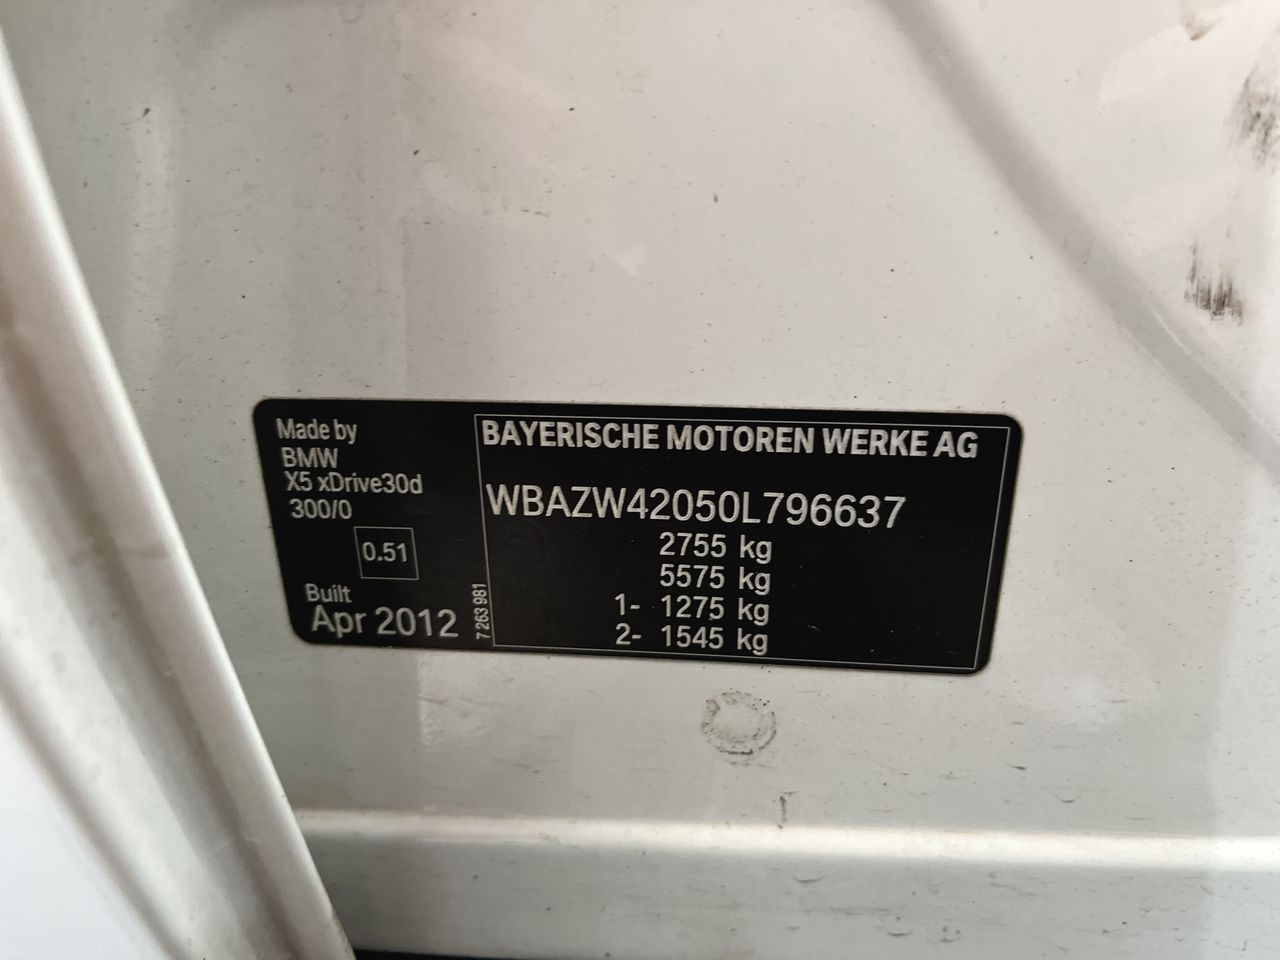 Made by
BMW
X5 xDrive30d
300/0
0.51
Built
Apr 2012
7 263 981
BAYERISCHE MOTOREN WERKE AG
WBAZW42050L796637
2755 kg
5575 kg
1- 1275 kg
2- 1545 kg